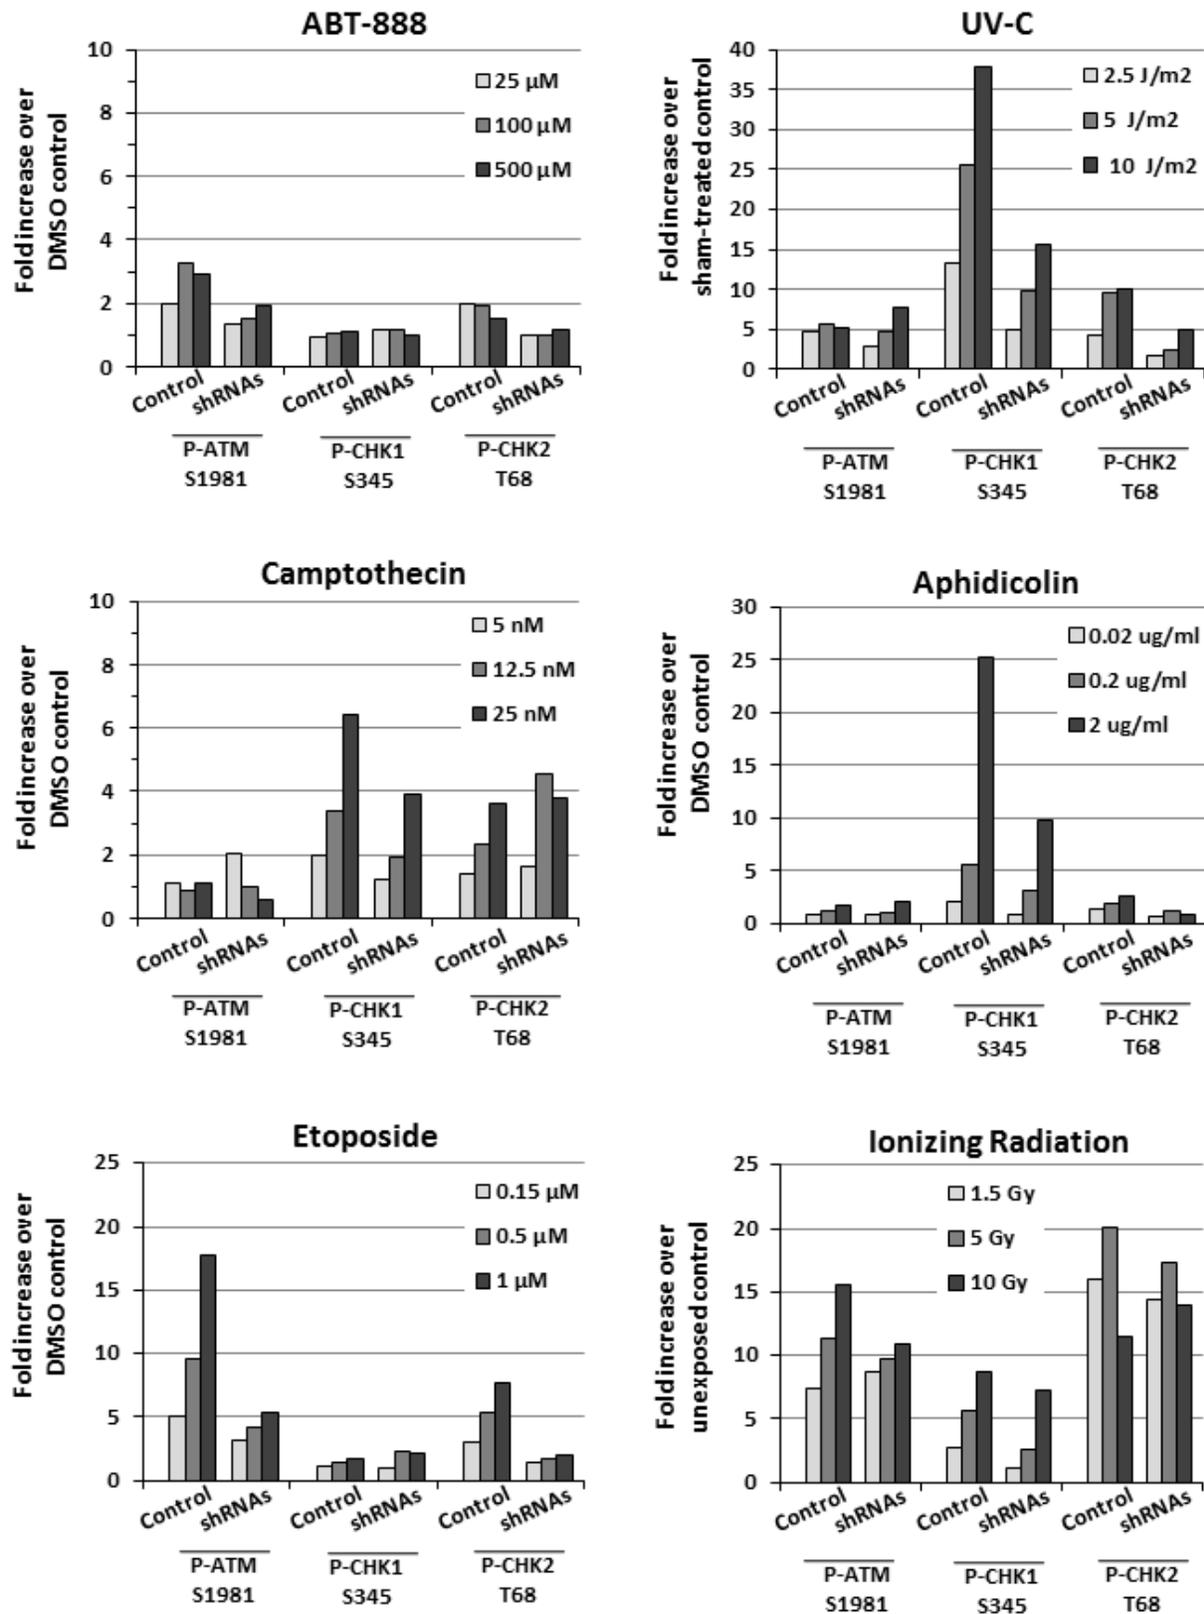 ABT-888
Foldincrease over
DMSO control
10
8
6
4
2
0
25 µM
100 µM
500 µM
Control
shRNAs
Control
shRNAs
Control
shRNAs
P-ATM
S1981
P-CHK1
S345
P-CHK2
T68
UV-C
Fold increase over
sham-treated control
40
35
30
25
20
15
10
5
0
2.5 J/m2
5 J/m2
10 J/m2
Control
shRNAs
Control
shRNAs
Control
shRNAs
P-ATM
S1981
P-CHK1
S345
P-CHK2
T68
Camptothecin
Foldincrease over
DMSO control
10
8
6
4
2
0
5 nM
12.5 nM
25 nM
Control
shRNAs
Control
shRNAs
Control
shRNAs
P-ATM
S1981
P-CHK1
S345
P-CHK2
T68
Aphidicolin
Foldincrease over
DMSO control
30
25
20
15
10
5
0
0.02 ug/ml
0.2 ug/ml
2 ug/ml
Control
shRNAs
Control
shRNAs
Control
shRNAs
P-ATM
S1981
P-CHK1
S345
P-CHK2
T68
Etoposide
Foldincrease over
DMSO control
25
20
15
10
5
0
0.15 µM
0.5 µM
1 µM
Control
shRNAs
Control
shRNAs
Control
shRNAs
P-ATM
S1981
P-CHK1
S345
P-CHK2
T68
Ionizing Radiation
Fold increase over
unexposed control
25
20
15
10
5
0
1.5 Gy
5 Gy
10 Gy
Control
shRNAs
Control
shRNAs
Control
shRNAs
P-ATM
S1981
P-CHK1
S345
P-CHK2
T68